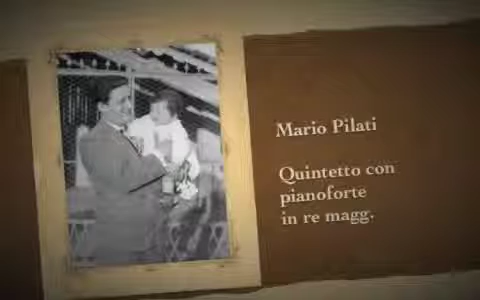 Mario Pilati
Quintetto con
pianoforte
in re magg.